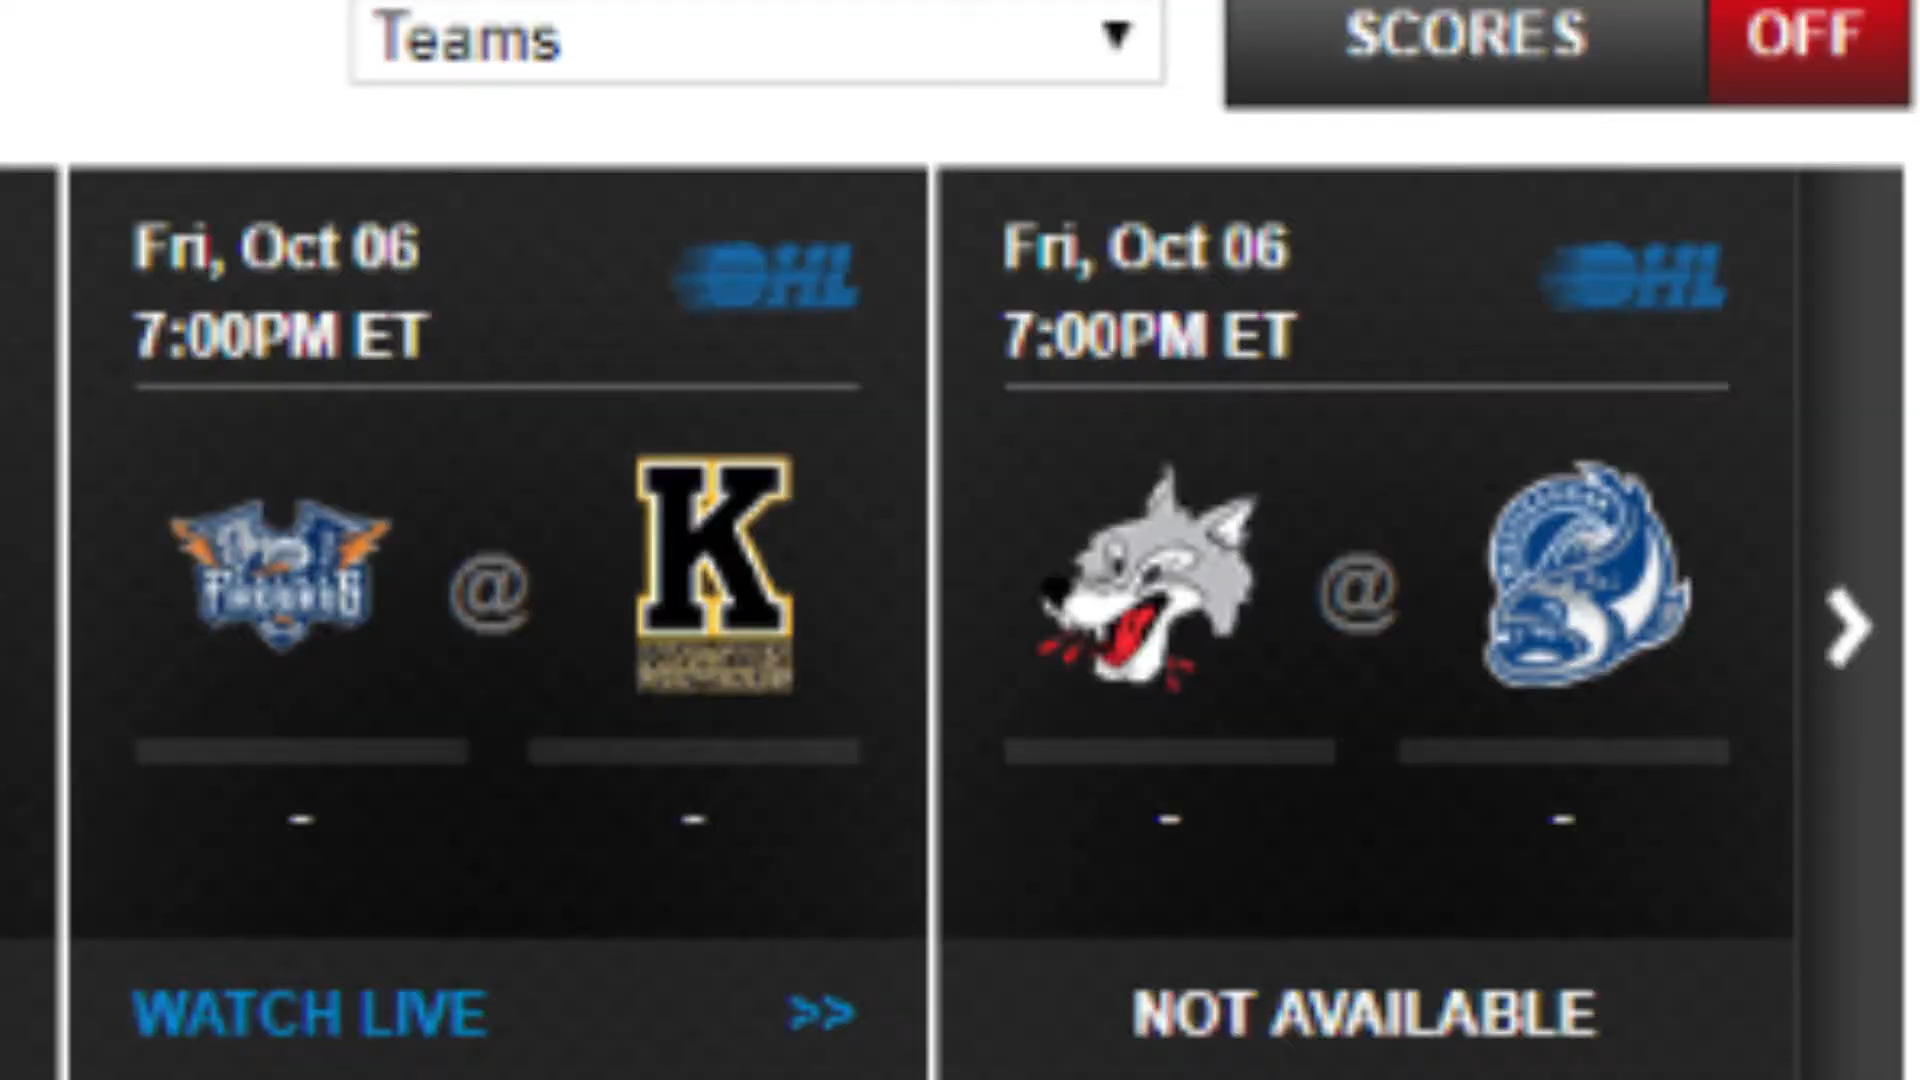 Teams
SCORES OFF
Fri, Oct 06
7:00PM ET
OHL
@
K
- -
WATCH LIVE >>
Fri, Oct 06
7:00PM ET
OHL
@
- -
NOT AVAILABLE